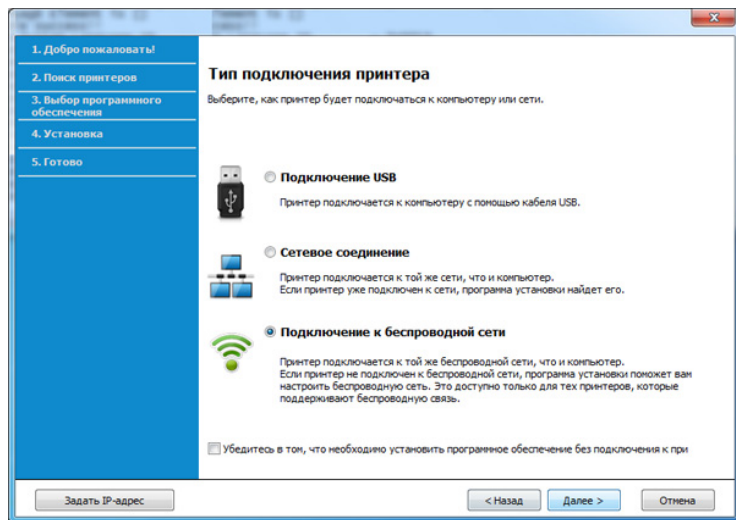 1. Добро пожаловать!
2. Поиск принтеров
3. Выбор программного
обеспечения
4. Установка
5. Готово
Тип подключения принтера
Выберите, как принтер будет подключаться к компьютеру или сети.
Подключение USB
Принтер подключается к компьютеру с помощью кабеля USB.
Сетевое соединение
Принтер подключается к той же сети, что и компьютер.
Если принтер уже подключен к сети, программа установки найдет его.
Подключение к беспроводной сети
Принтер подключается к той же беспроводной сети, что и компьютер.
Если принтер не подключен к беспроводной сети, программа установки поможет вам
настроить беспроводную сеть. Это доступно только для тех принтеров, которые
поддерживают беспроводную связь.
Убедитесь в том, что необходимо установить программное обеспечение без подключения к при
Задать IP-адрес
< Назад
Далее >
Отмена